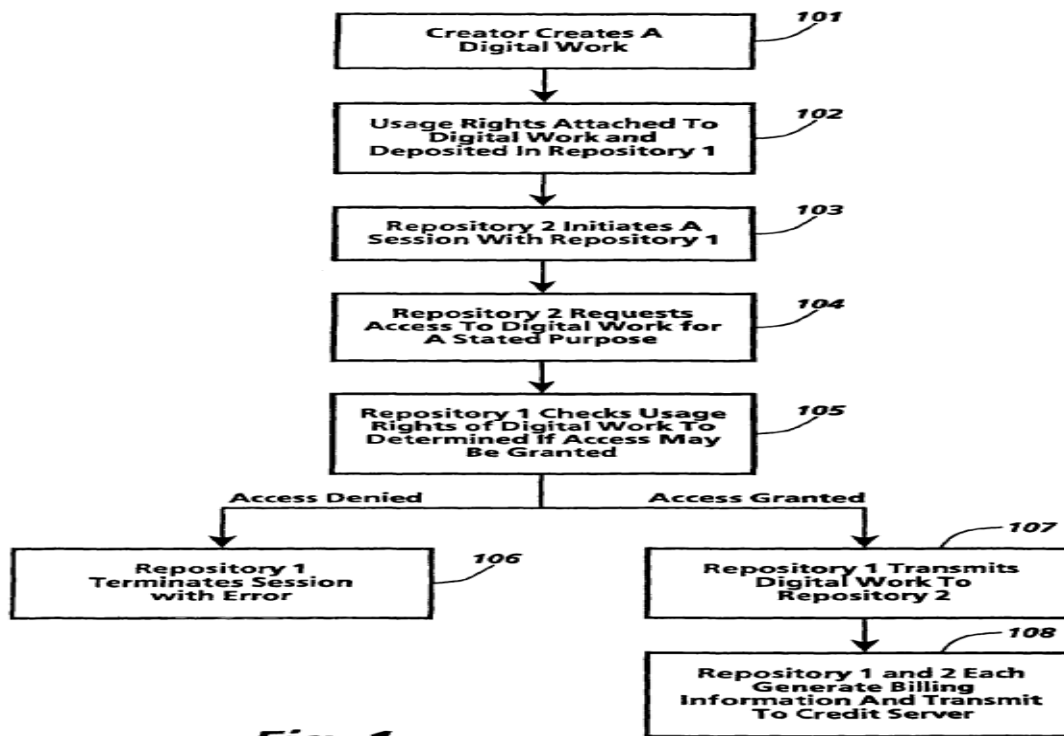 101
Creator Creates A
Digital Work
102
Usage Rights Attached To
Digital Work and
Deposited In Repository 1
103
Repository 2 Initiates A
Session With Repository 1
104
Repository 2 Requests
Access To Digital Work for
A Stated Purpose
105
Repository 1 Checks Usage
Rights of Digital Work To
Determined If Access May
Be Granted
Access Denied
Access Granted
106
Repository 1
Terminates Session
with Error
107
Repository 1 Transmits
Digital Work To
Repository 2
108
Repository 1 and 2 Each
Generate Billing
Information And Transmit
To Credit Server
Fig. 1